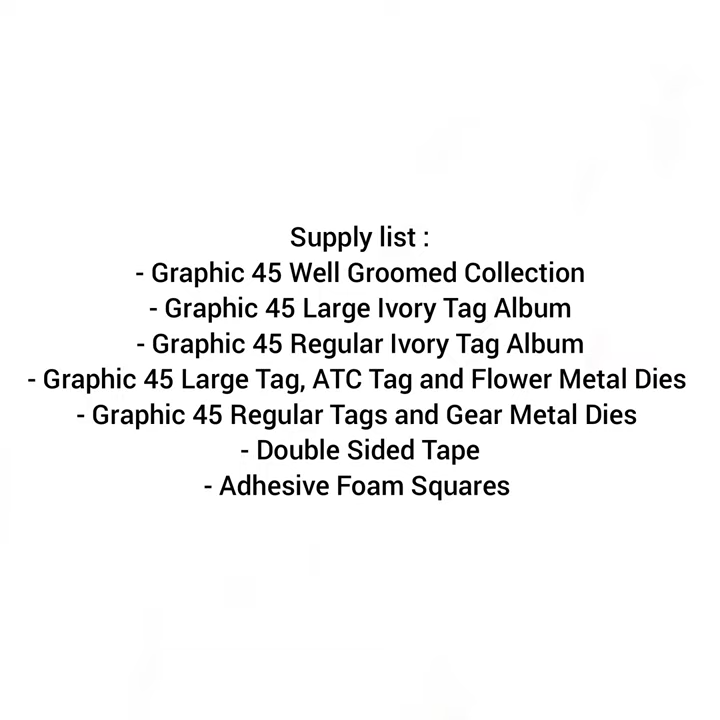 Supply list :
- Graphic 45 Well Groomed Collection
- Graphic 45 Large Ivory Tag Album
- Graphic 45 Regular Ivory Tag Album
- Graphic 45 Large Tag, ATC Tag and Flower Metal Dies
- Graphic 45 Regular Tags and Gear Metal Dies
- Double Sided Tape
- Adhesive Foam Squares